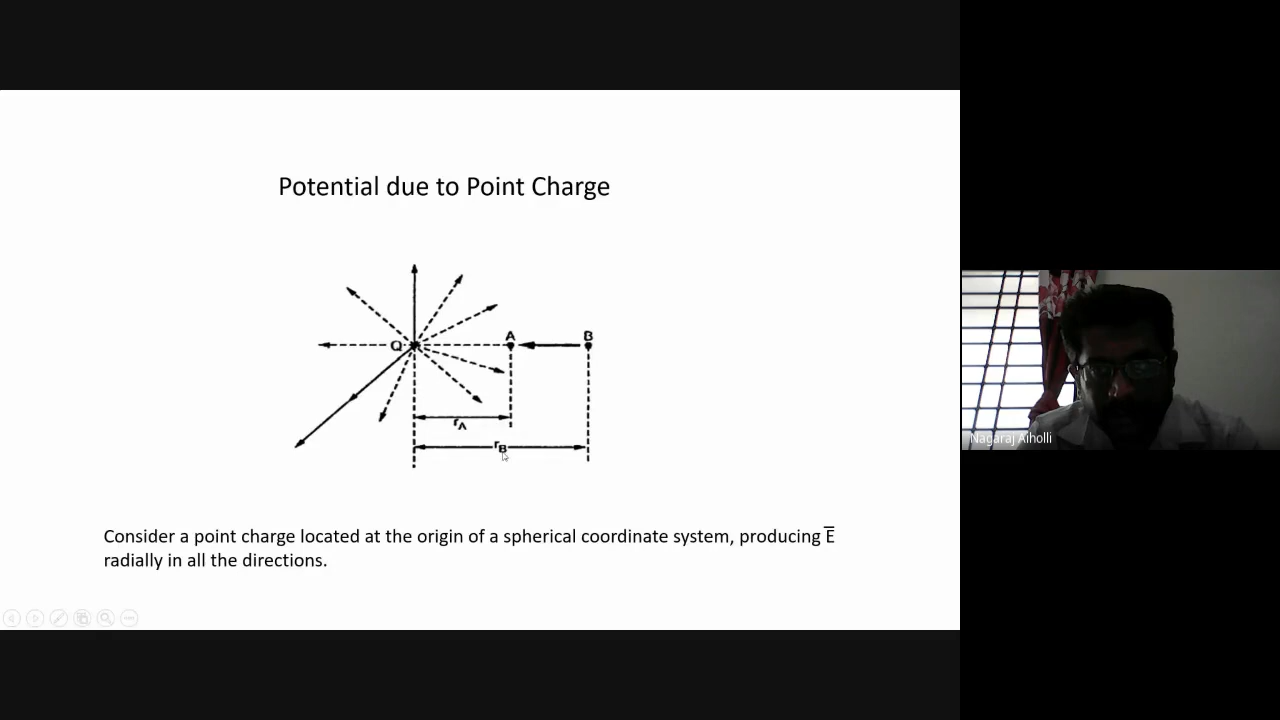 Potential due to Point Charge
Q
A
B
rA
rB
Consider a point charge located at the origin of a spherical coordinate system, producing E̅
radially in all the directions.
Nagaraj Aiholli